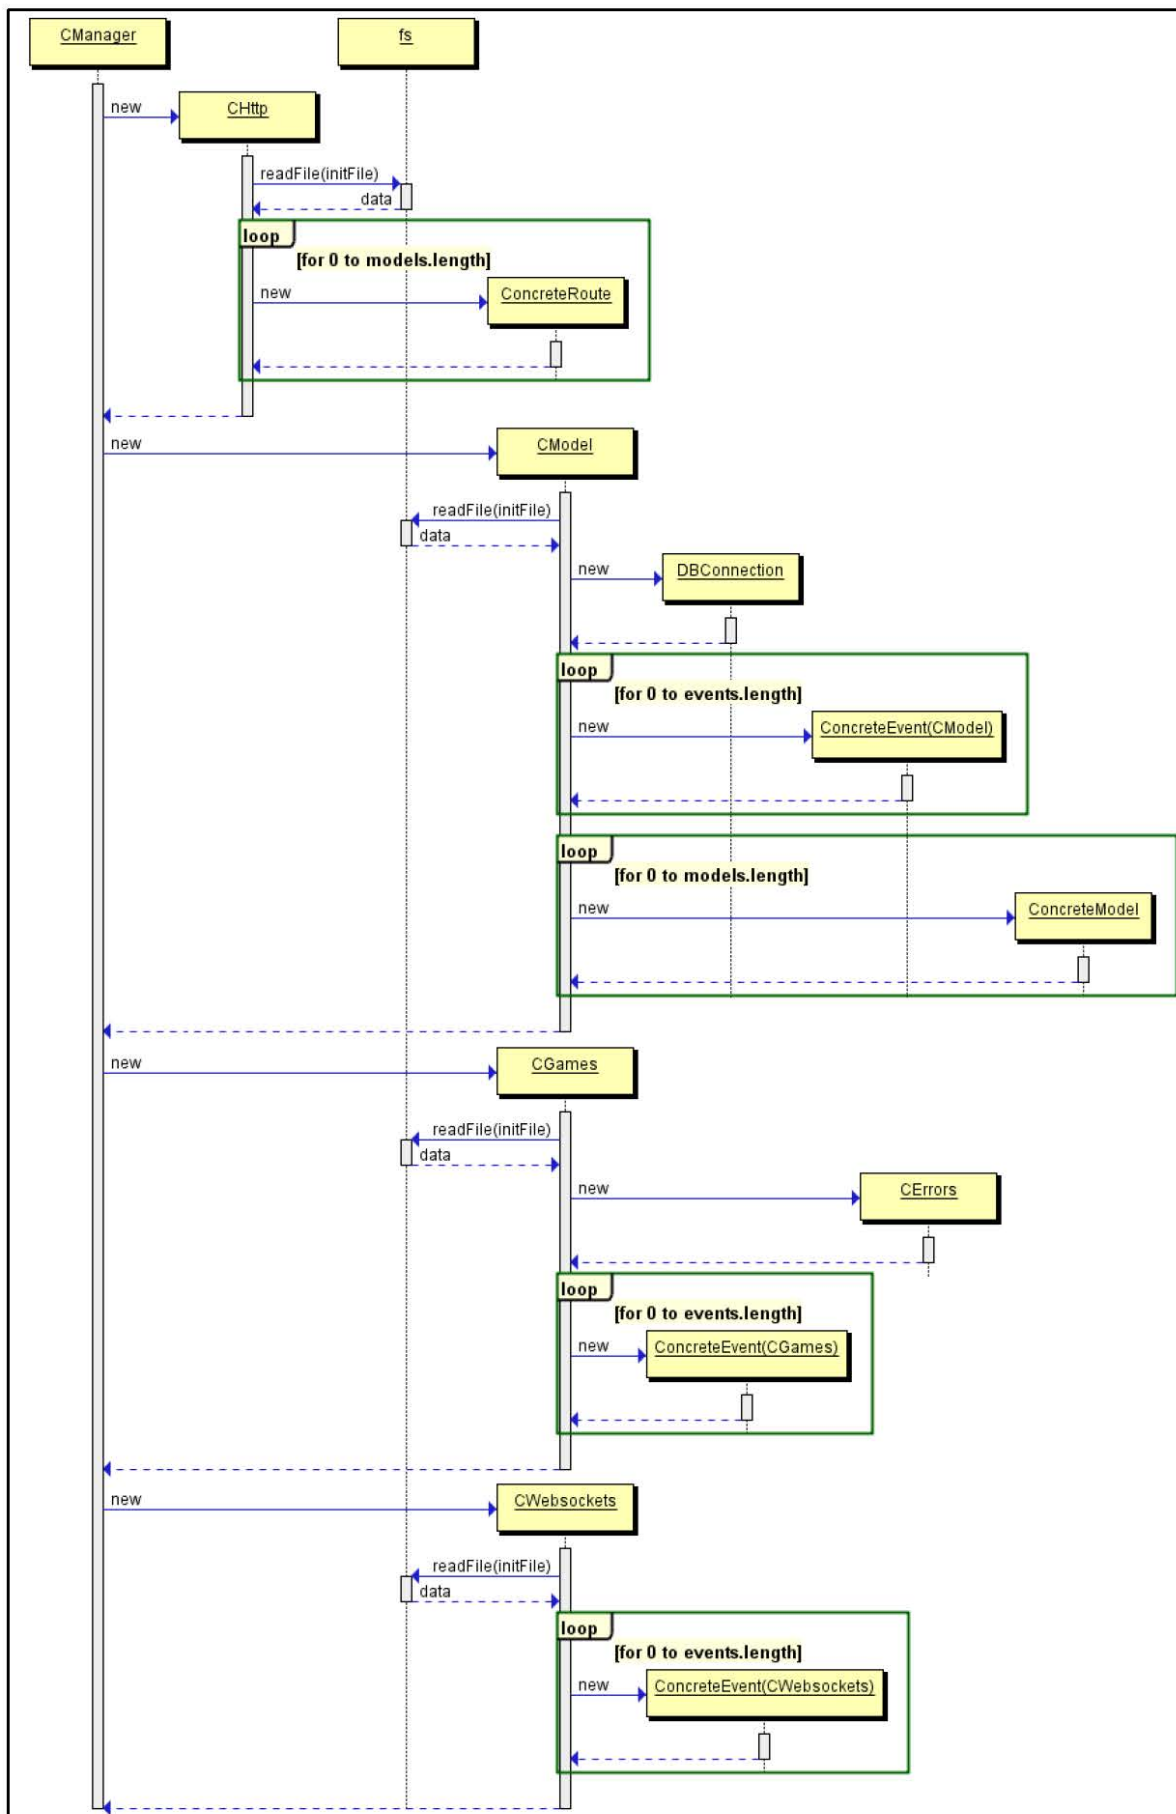 CManager
fs
new
CHttp
readFile(initFile)
data
loop
[for 0 to models.length]
new
ConcreteRoute
new
CModel
readFile(initFile)
data
new
DBConnection
loop
[for 0 to events.length]
new
ConcreteEvent(CModel)
loop
[for 0 to models.length]
new
ConcreteModel
new
CGames
readFile(initFile)
data
new
CErrors
loop
[for 0 to events.length]
new
ConcreteEvent(CGames)
new
CWebsockets
readFile(initFile)
data
loop
[for 0 to events.length]
new
ConcreteEvent(CWebsockets)